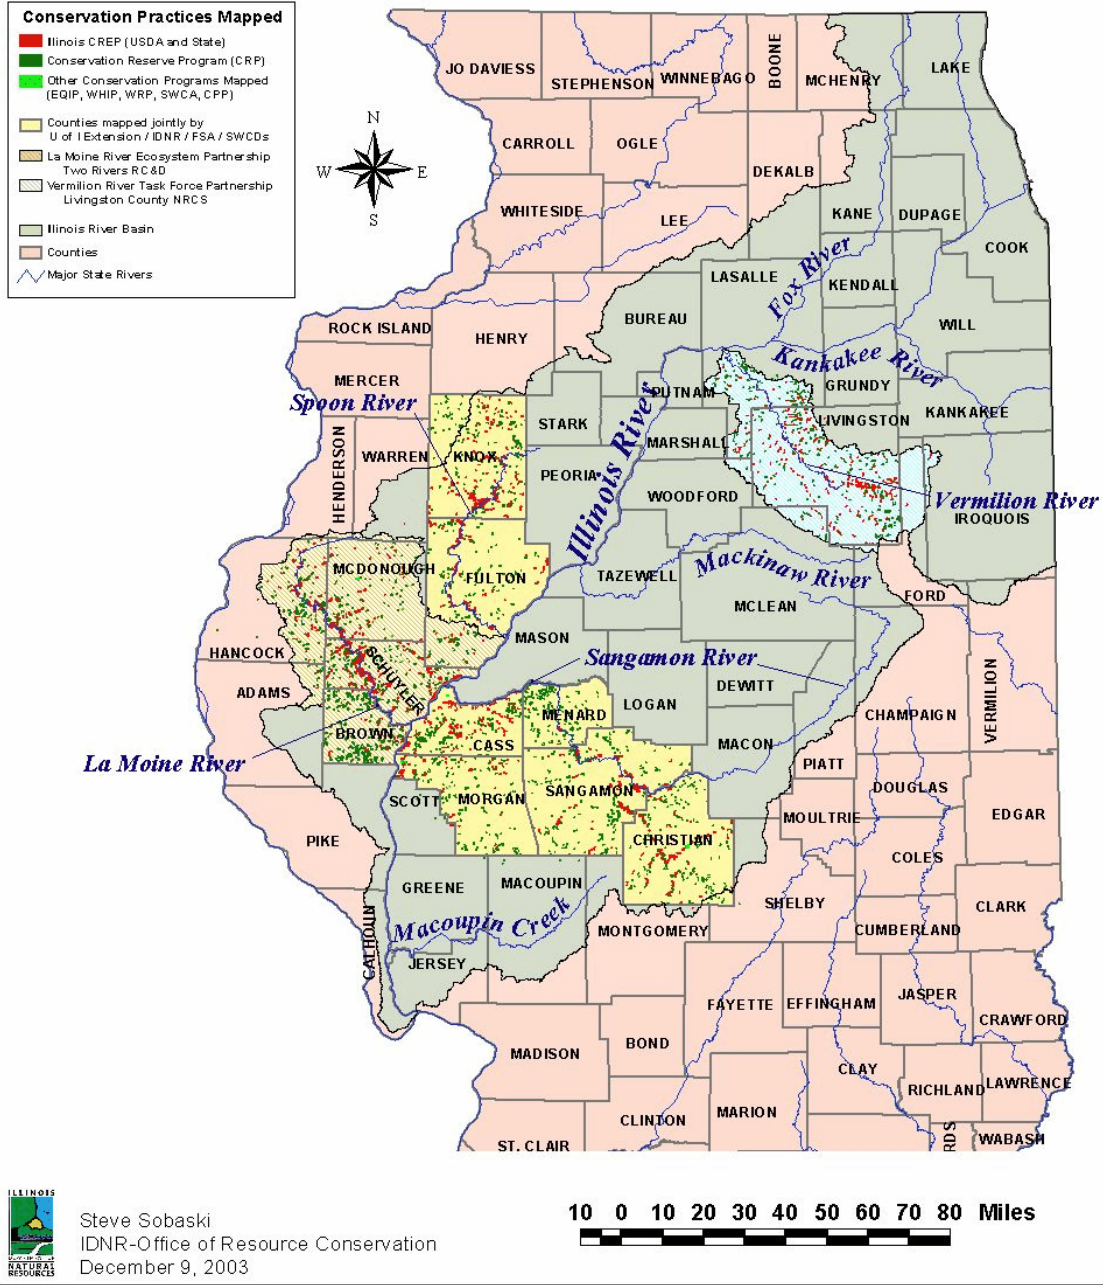 Conservation Practices Mapped
Illinois CREP (USDA and State)
Conservation Reserve Program (CRP)
Other Conservation Programs Mapped
(EQIP, WHIP, WRP, SWCA, CPP)
Counties mapped jointly by
U of I Extension / IDNR / FSA / SWCDs
La Moine River Ecosystem Partnership
Two Rivers RC&D
Vermilion River Task Force Partnership
Livingston County NRCS
Illinois River Basin
Counties
Major State Rivers
N
W
E
S
JO DAVIESS
STEPHENSON
WINNEBAGO
BOONE
MCHENRY
LAKE
CARROLL
OGLE
DEKALB
WHITESIDE
LEE
KANE
DUPAGE
COOK
LASALLE
Fox River
KENDALL
BUREAU
WILL
ROCK ISLAND
HENRY
Kankakee River
MERCER
PUTNAM
GRUNDY
Spoon River
STARK
LIVINGSTON
KANKAKEE
HENDERSON
WARREN
KNOX
PEORIA
MARSHALL
Illinois River
WOODFORD
Vermilion River
IROQUOIS
MCDONOUGH
FULTON
TAZEWELL
Mackinaw River
MCLEAN
FORD
HANCOCK
MASON
Sangamon River
SCHUYLER
ADAMS
DEWITT
VERMILION
LOGAN
MENARD
CHAMPAIGN
BROWN
CASS
MACON
La Moine River
PIATT
SCOTT
MORGAN
SANGAMON
DOUGLAS
MOULTRIE
EDGAR
PIKE
CHRISTIAN
COLES
GREENE
MACOUPIN
SHELBY
CLARK
CALHOUN
Macoupin Creek
MONTGOMERY
CUMBERLAND
JERSEY
FAYETTE
EFFINGHAM
JASPER
CRAWFORD
MADISON
BOND
CLAY
RICHLAND
LAWRENCE
CLINTON
MARION
ST. CLAIR
RDS
WABASH
ILLINOIS
NATURAL
RESOURCES
Steve Sobaski
IDNR-Office of Resource Conservation
December 9, 2003
10 0 10 20 30 40 50 60 70 80 Miles